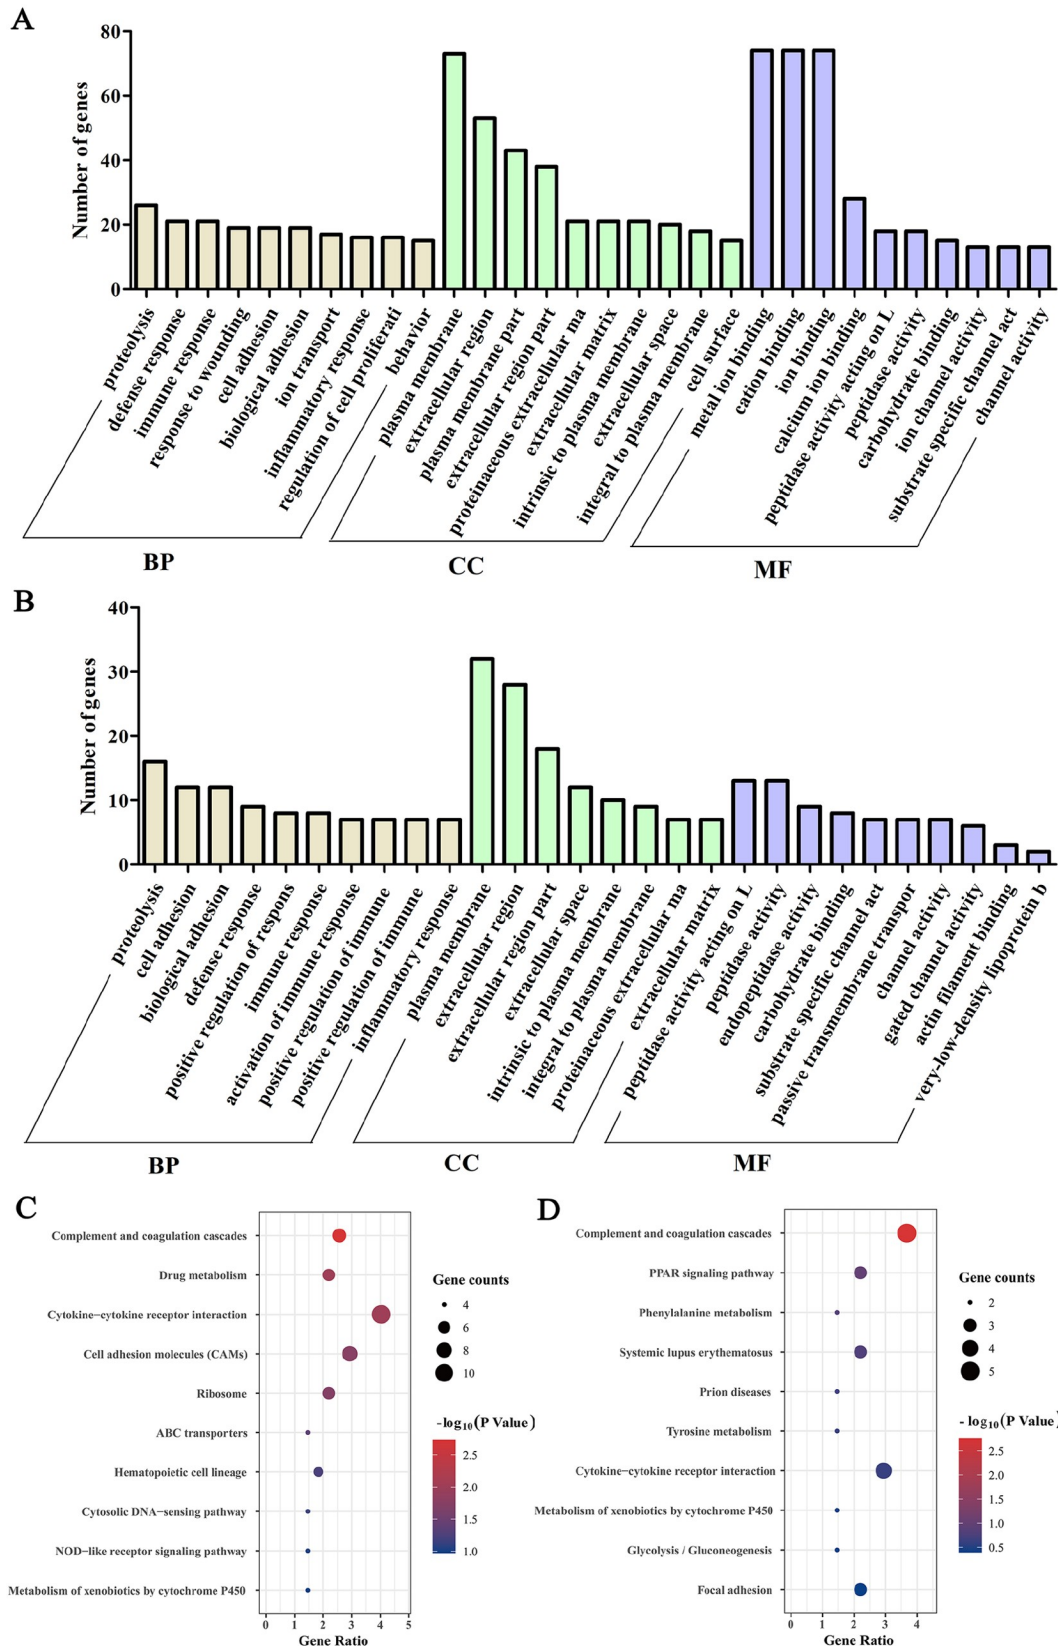 A
80
60
40
20
0
Number of genes
proteolysis
defense response
immune response
response to wounding
cell adhesion
biological adhesion
ion transport
inflammatory response
regulation of cell proliferati
behavior
plasma membrane
extracellular region
plasma membrane part
extracellular region part
proteinaceous extracellular ma
extracellular matrix
intrinsic to plasma membrane
extracellular space
integral to plasma membrane
cell surface
metal ion binding
cation binding
ion binding
calcium ion binding
peptidase activity acting on L
peptidase activity
carbohydrate binding
ion channel activity
substrate specific channel act
channel activity
BP
CC
MF
B
40
30
20
10
0
Number of genes
proteolysis
cell adhesion
biological adhesion
defense response
positive regulation of respons
immune response
activation of immune response
positive regulation of immune
positive regulation of immune
inflammatory response
plasma membrane
extracellular region
extracellular region part
extracellular space
intrinsic to plasma membrane
integral to plasma membrane
proteinaceous extracellular ma
extracellular matrix
peptidase activity acting on L
peptidase activity
endopeptidase activity
carbohydrate binding
substrate specific channel act
passive transmembrane transpor
channel activity
gated channel activity
actin filament binding
very-low-density lipoprotein b
BP
CC
MF
C
Complement and coagulation cascades
Drug metabolism
Cytokine−cytokine receptor interaction
Cell adhesion molecules (CAMs)
Ribosome
ABC transporters
Hematopoietic cell lineage
Cytosolic DNA−sensing pathway
NOD−like receptor signaling pathway
Metabolism of xenobiotics by cytochrome P450
0 1 2 3 4 5
Gene Ratio
Gene counts
4
6
8
10
-log10(P Value)
2.5
2.0
1.5
1.0
D
Complement and coagulation cascades
PPAR signaling pathway
Phenylalanine metabolism
Systemic lupus erythematosus
Prion diseases
Tyrosine metabolism
Cytokine−cytokine receptor interaction
Metabolism of xenobiotics by cytochrome P450
Glycolysis / Gluconeogenesis
Focal adhesion
0 1 2 3 4
Gene Ratio
Gene counts
2
3
4
5
- log10(P Value)
2.5
2.0
1.5
1.0
0.5